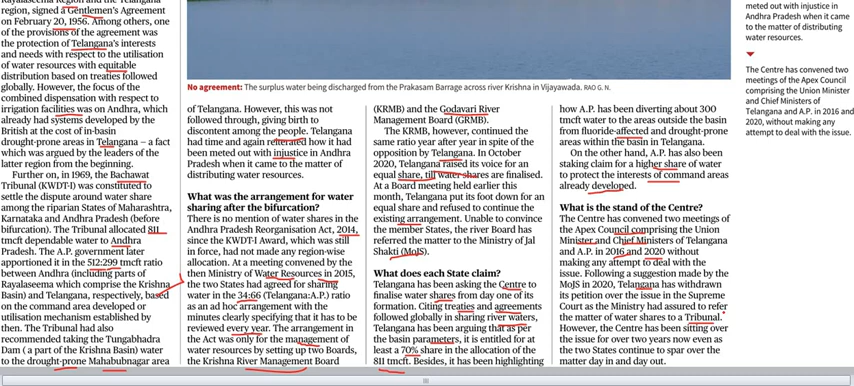 Rayalaseema Region and the Telangana
region, signed a Gentlemen's Agreement
on February 20, 1956. Among others, one
of the provisions of the agreement was
the protection of Telangana's interests
and needs with respect to the utilisation
of water resources with equitable
distribution based on treaties followed
globally. However, the focus of the
combined dispensation with respect to
irrigation facilities was on Andhra, which
already had systems developed by the
British at the cost of in-basin
drought-prone areas in Telangana – a fact
which was argued by the leaders of the
later region from the beginning.
Further on, in 1969, the Bachawat
Tribunal (KWDT-I) was constituted to
settle the dispute around water share
among the riparian States of Maharashtra,
Karnataka and Andhra Pradesh (before
bifurcation). The Tribunal allocated 811
tmcft dependable water to Andhra
Pradesh. The A.P. government later
apportioned it in the 512:299 tmcft ratio
between Andhra (including parts of
Rayalaseema which comprise the Krishna
Basin) and Telangana, respectively, based
on the command area developed or
utilisation mechanism established by
then. The Tribunal had also
recommended taking the Tungabhadra
Dam ( a part of the Krishna Basin) water
to the drought-prone Mahabubnagar area
No agreement: The surplus water being discharged from the Prakasam Barrage across river Krishna in Vijayawada. RAO G. N.
of Telangana. However, this was not
followed through, giving birth to
discontent among the people. Telangana
had time and again reiterated how it had
been meted out with injustice in Andhra
Pradesh when it came to the matter of
distributing water resources.
What was the arrangement for water
sharing after the bifurcation?
There is no mention of water shares in the
Andhra Pradesh Reorganisation Act, 2014,
since the KWDT-I Award, which was still
in force, had not made any region-wise
allocation. At a meeting convened by the
then Ministry of Water Resources in 2015,
the two States had agreed for sharing
water in the 34:66 (Telangana:A.P.) ratio
as an ad hoc arrangement with the
minutes clearly specifying that it has to be
reviewed every year. The arrangement in
the Act was only for the management of
water resources by setting up two Boards,
the Krishna River Management Board
(KRMB) and the Godavari River
Management Board (GRMB).
The KRMB, however, continued the
same ratio year after year in spite of the
opposition by Telangana. In October
2020, Telangana raised its voice for an
equal share, till water shares are finalised.
At a Board meeting held earlier this
month, Telangana put its foot down for an
equal share and refused to continue the
existing arrangement. Unable to convince
the member States, the river Board has
referred the matter to the Ministry of Jal
Shakti (MoJS).
What does each State claim?
Telangana has been asking the Centre to
finalise water shares from day one of its
formation. Citing treaties and agreements
followed globally in sharing river waters,
Telangana has been arguing that as per
the basin parameters, it is entitled for at
least a 70% share in the allocation of the
811 tmcft. Besides, it has been highlighting
how A.P. has been diverting about 300
tmcft water to the areas outside the basin
from fluoride-affected and drought-prone
areas within the basin in Telangana.
On the other hand, A.P. has also been
staking claim for a higher share of water
to protect the interests of command areas
already developed.
What is the stand of the Centre?
The Centre has convened two meetings of
the Apex Council comprising the Union
Minister and Chief Ministers of Telangana
and A.P. in 2016 and 2020 without
making any attempt to deal with the
issue. Following a suggestion made by the
MoJS in 2020, Telangana has withdrawn
its petition over the issue in the Supreme
Court as the Ministry had assured to refer
the matter of water shares to a Tribunal.
However, the Centre has been sitting over
the issue for over two years now even as
the two States continue to spar over the
matter day in and day out.
meted out with injustice in
Andhra Pradesh when it came
to the matter of distributing
water resources.
The Centre has convened two
meetings of the Apex Council
comprising the Union Minister
and Chief Ministers of
Telangana and A.P. in 2016 and
2020, without making any
attempt to deal with the issue.